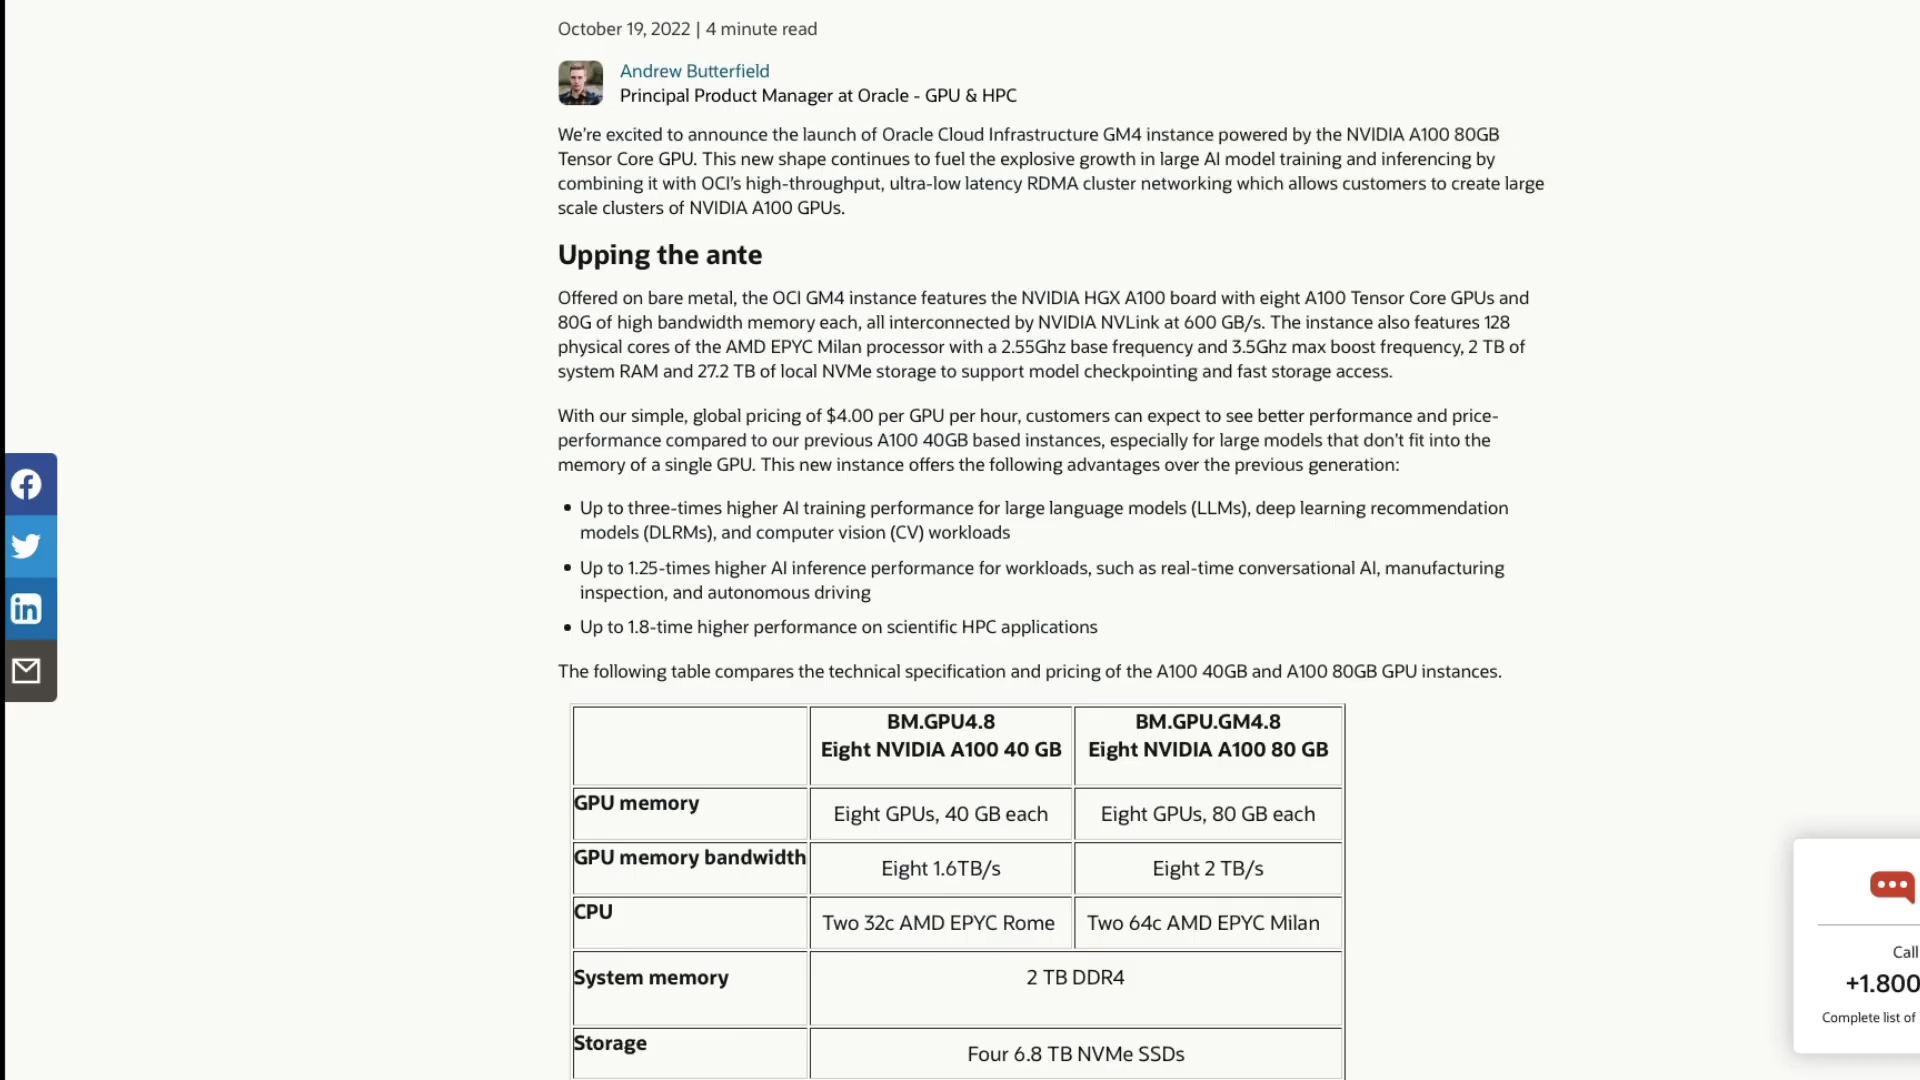 October 19, 2022 | 4 minute read
Andrew Butterfield
Principal Product Manager at Oracle - GPU & HPC
We're excited to announce the launch of Oracle Cloud Infrastructure GM4 instance powered by the NVIDIA A100 80GB
Tensor Core GPU. This new shape continues to fuel the explosive growth in large AI model training and inferencing by
combining it with OCI's high-throughput, ultra-low latency RDMA cluster networking which allows customers to create large
scale clusters of NVIDIA A100 GPUs.
Upping the ante
Offered on bare metal, the OCI GM4 instance features the NVIDIA HGX A100 board with eight A100 Tensor Core GPUs and
80G of high bandwidth memory each, all interconnected by NVIDIA NVLink at 600 GB/s. The instance also features 128
physical cores of the AMD EPYC Milan processor with a 2.55Ghz base frequency and 3.5Ghz max boost frequency, 2 TB of
system RAM and 27.2 TB of local NVMe storage to support model checkpointing and fast storage access.
With our simple, global pricing of $4.00 per GPU per hour, customers can expect to see better performance and price-
performance compared to our previous A100 40GB based instances, especially for large models that don't fit into the
memory of a single GPU. This new instance offers the following advantages over the previous generation:
• Up to three-times higher AI training performance for large language models (LLMs), deep learning recommendation
models (DLRMs), and computer vision (CV) workloads
• Up to 1.25-times higher AI inference performance for workloads, such as real-time conversational AI, manufacturing
inspection, and autonomous driving
• Up to 1.8-time higher performance on scientific HPC applications
The following table compares the technical specification and pricing of the A100 40GB and A100 80GB GPU instances.
BM.GPU4.8 BM.GPU.GM4.8
Eight NVIDIA A100 40 GB Eight NVIDIA A100 80 GB
GPU memory Eight GPUs, 40 GB each Eight GPUs, 80 GB each
GPU memory bandwidth Eight 1.6TB/s Eight 2 TB/s
CPU Two 32c AMD EPYC Rome Two 64c AMD EPYC Milan
System memory 2 TB DDR4
Storage Four 6.8 TB NVMe SSDs
Call
+1.800
Complete list of